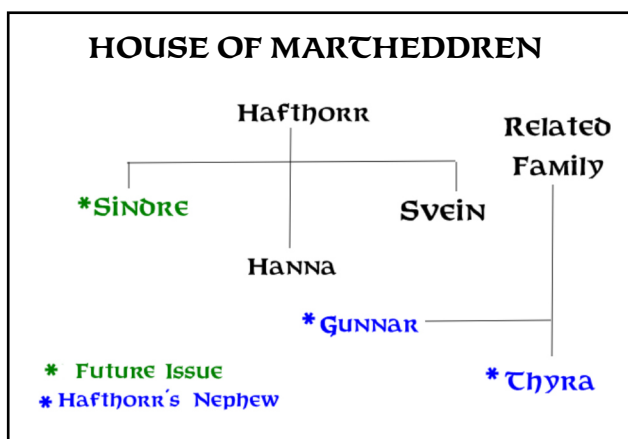 HOUSE OF MARTHEDDREN
Hafthorr
Related
Family
*Sindre
Svein
Hanna
* Gunnar
* Thyra
* Future Issue
* Hafthorr's Nephew